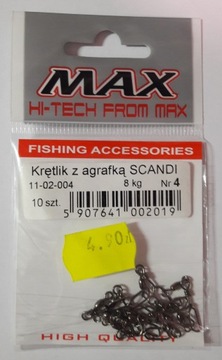 MAX
HI-TECH FROM MAX
FISHING ACCESSORIES
Krętlik z agrafką SCANDI
11-02-004 8 kg Nr 4
10 szt.
5 907641 002019
4.90zł
HIGH QUALITY